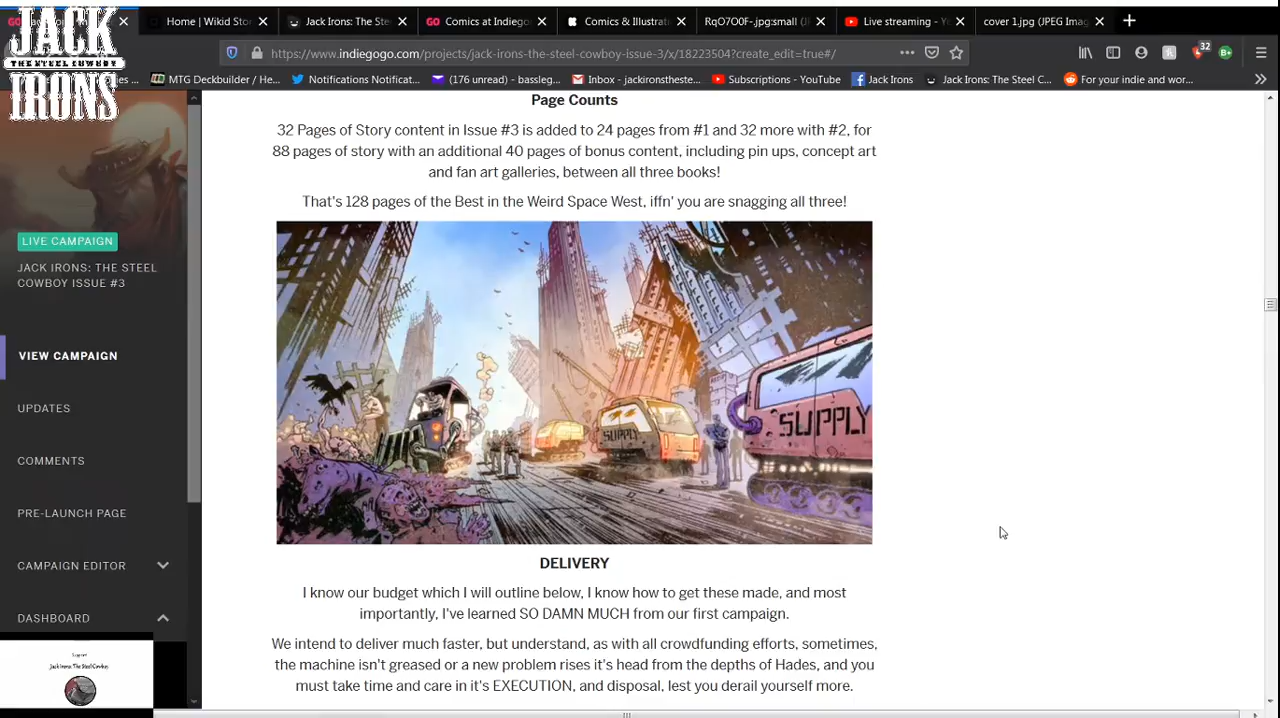 Home | Wikid Sto
Jack Irons: The Ste
Comics at Indiegog
Comics & Illustrate
RqO7O0F-.jpg:small (J
Live streaming - Y
cover 1.jpg (JPEG Imag
JACK
THE STEEL COWBOY
IRONS
https://www.indiegogo.com/projects/jack-irons-the-steel-cowboy-issue-3/x/18223504?create_edit=true#/
32
MTG Deckbuilder / He...
Notifications Notificat...
(176 unread) - bassleg...
Inbox - jackironsthe...
Subscriptions - YouTube
Jack Irons
Jack Irons: The Steel C...
For your indie and wor...
Page Counts
32 Pages of Story content in Issue #3 is added to 24 pages from #1 and 32 more with #2, for
88 pages of story with an additional 40 pages of bonus content, including pin ups, concept art
and fan art galleries, between all three books!
That's 128 pages of the Best in the Weird Space West, iffn' you are snagging all three!
SUPPLY
SUPPLY
LIVE CAMPAIGN
JACK IRONS: THE STEEL
COWBOY ISSUE #3
VIEW CAMPAIGN
UPDATES
COMMENTS
PRE-LAUNCH PAGE
CAMPAIGN EDITOR
DASHBOARD
Support
Jack Irons: The Steel Cowboy
DELIVERY
I know our budget which I will outline below, I know how to get these made, and most
importantly, I've learned SO DAMN MUCH from our first campaign.
We intend to deliver much faster, but understand, as with all crowdfunding efforts, sometimes,
the machine isn't greased or a new problem rises it's head from the depths of Hades, and you
must take time and care in it's EXECUTION, and disposal, lest you derail yourself more.